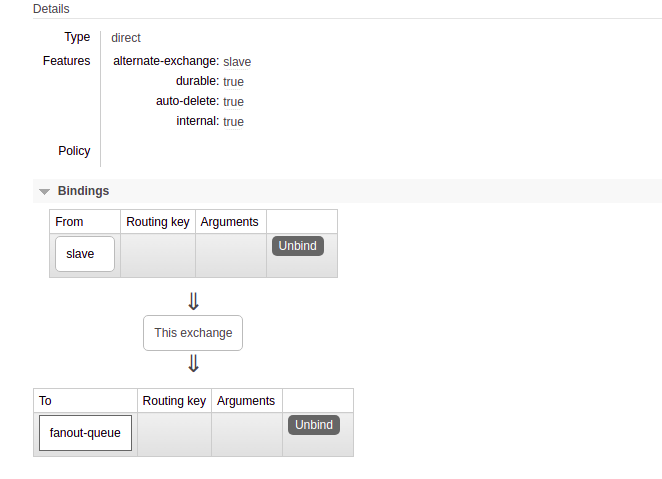 Details
Type direct
Features alternate-exchange: slave
durable: true
auto-delete: true
internal: true
Policy
Bindings
From Routing key Arguments
slave Unbind
⇓
This exchange
⇓
To Routing key Arguments
fanout-queue Unbind